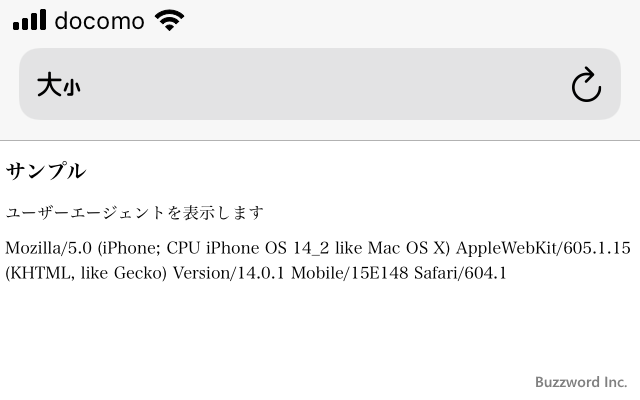 docomo
大小
サンプル
ユーザーエージェントを表示します
Mozilla/5.0 (iPhone; CPU iPhone OS 14_2 like Mac OS X) AppleWebKit/605.1.15
(KHTML, like Gecko) Version/14.0.1 Mobile/15E148 Safari/604.1
Buzzword Inc.